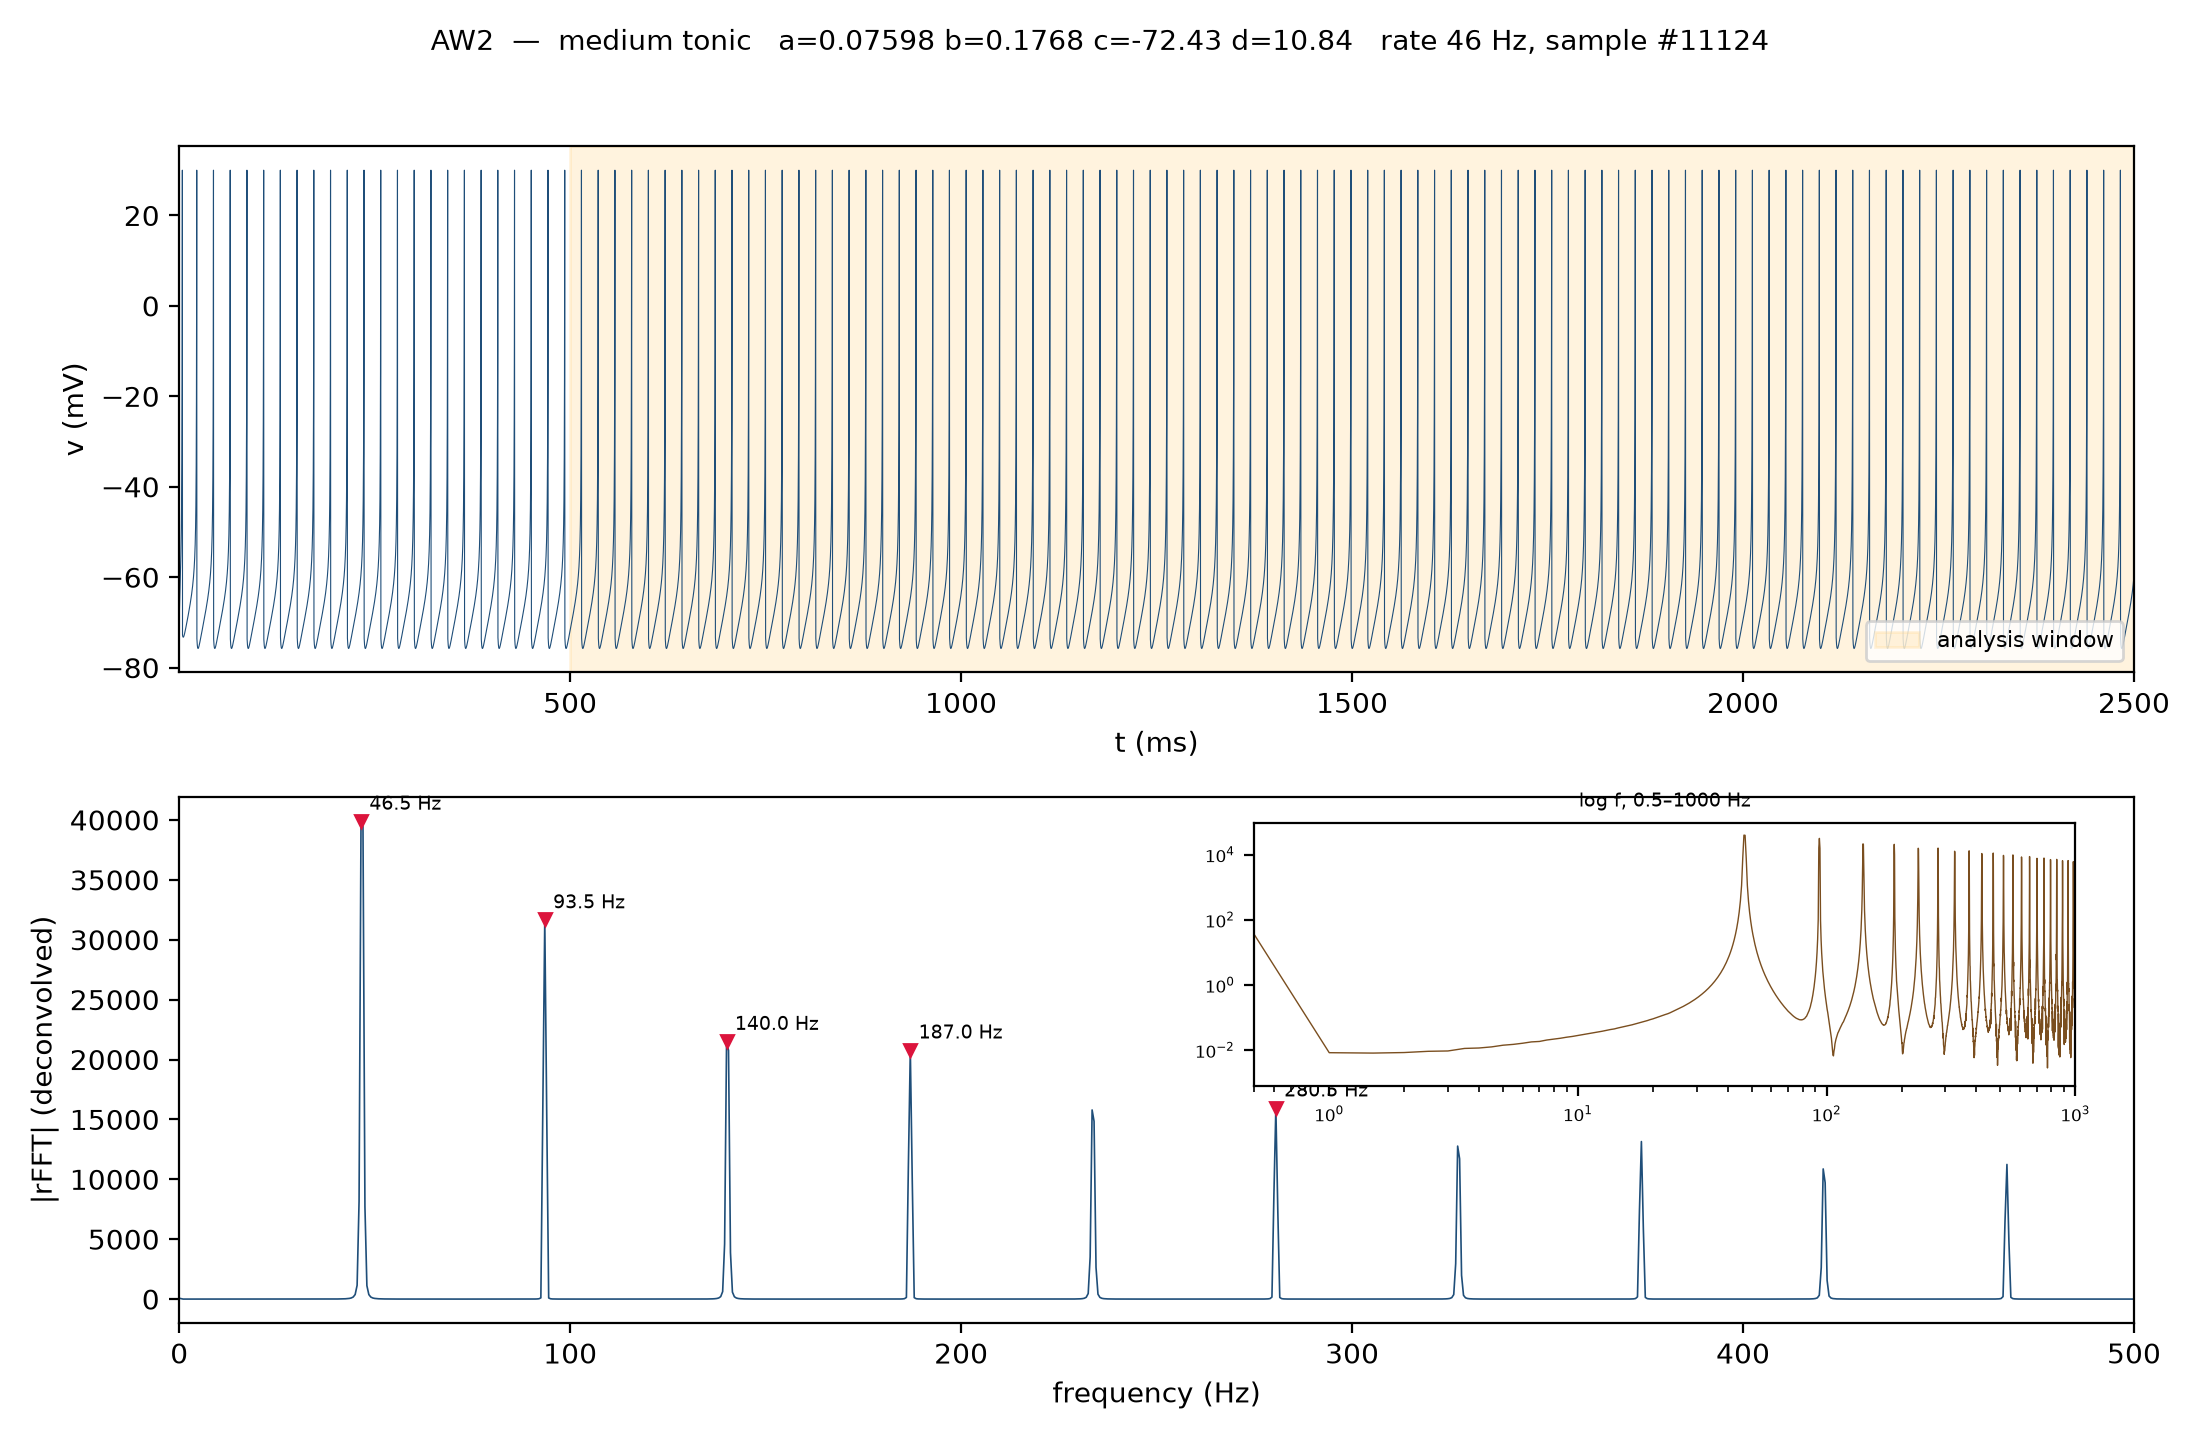 AW2 — medium tonic a=0.07598 b=0.1768 c=-72.43 d=10.84 rate 46 Hz, sample #11124
20
0
−20
−40
−60
−80
v (mV)
analysis window
500
1000
1500
2000
2500
t (ms)
40000
35000
30000
25000
20000
15000
10000
5000
0
|rFFT| (deconvolved)
46.5 Hz
93.5 Hz
140.0 Hz
187.0 Hz
280.5 Hz
log f, 0.5–1000 Hz
10⁴
10²
10⁰
10⁻²
10⁰
10¹
10²
10³
0
100
200
300
400
500
frequency (Hz)